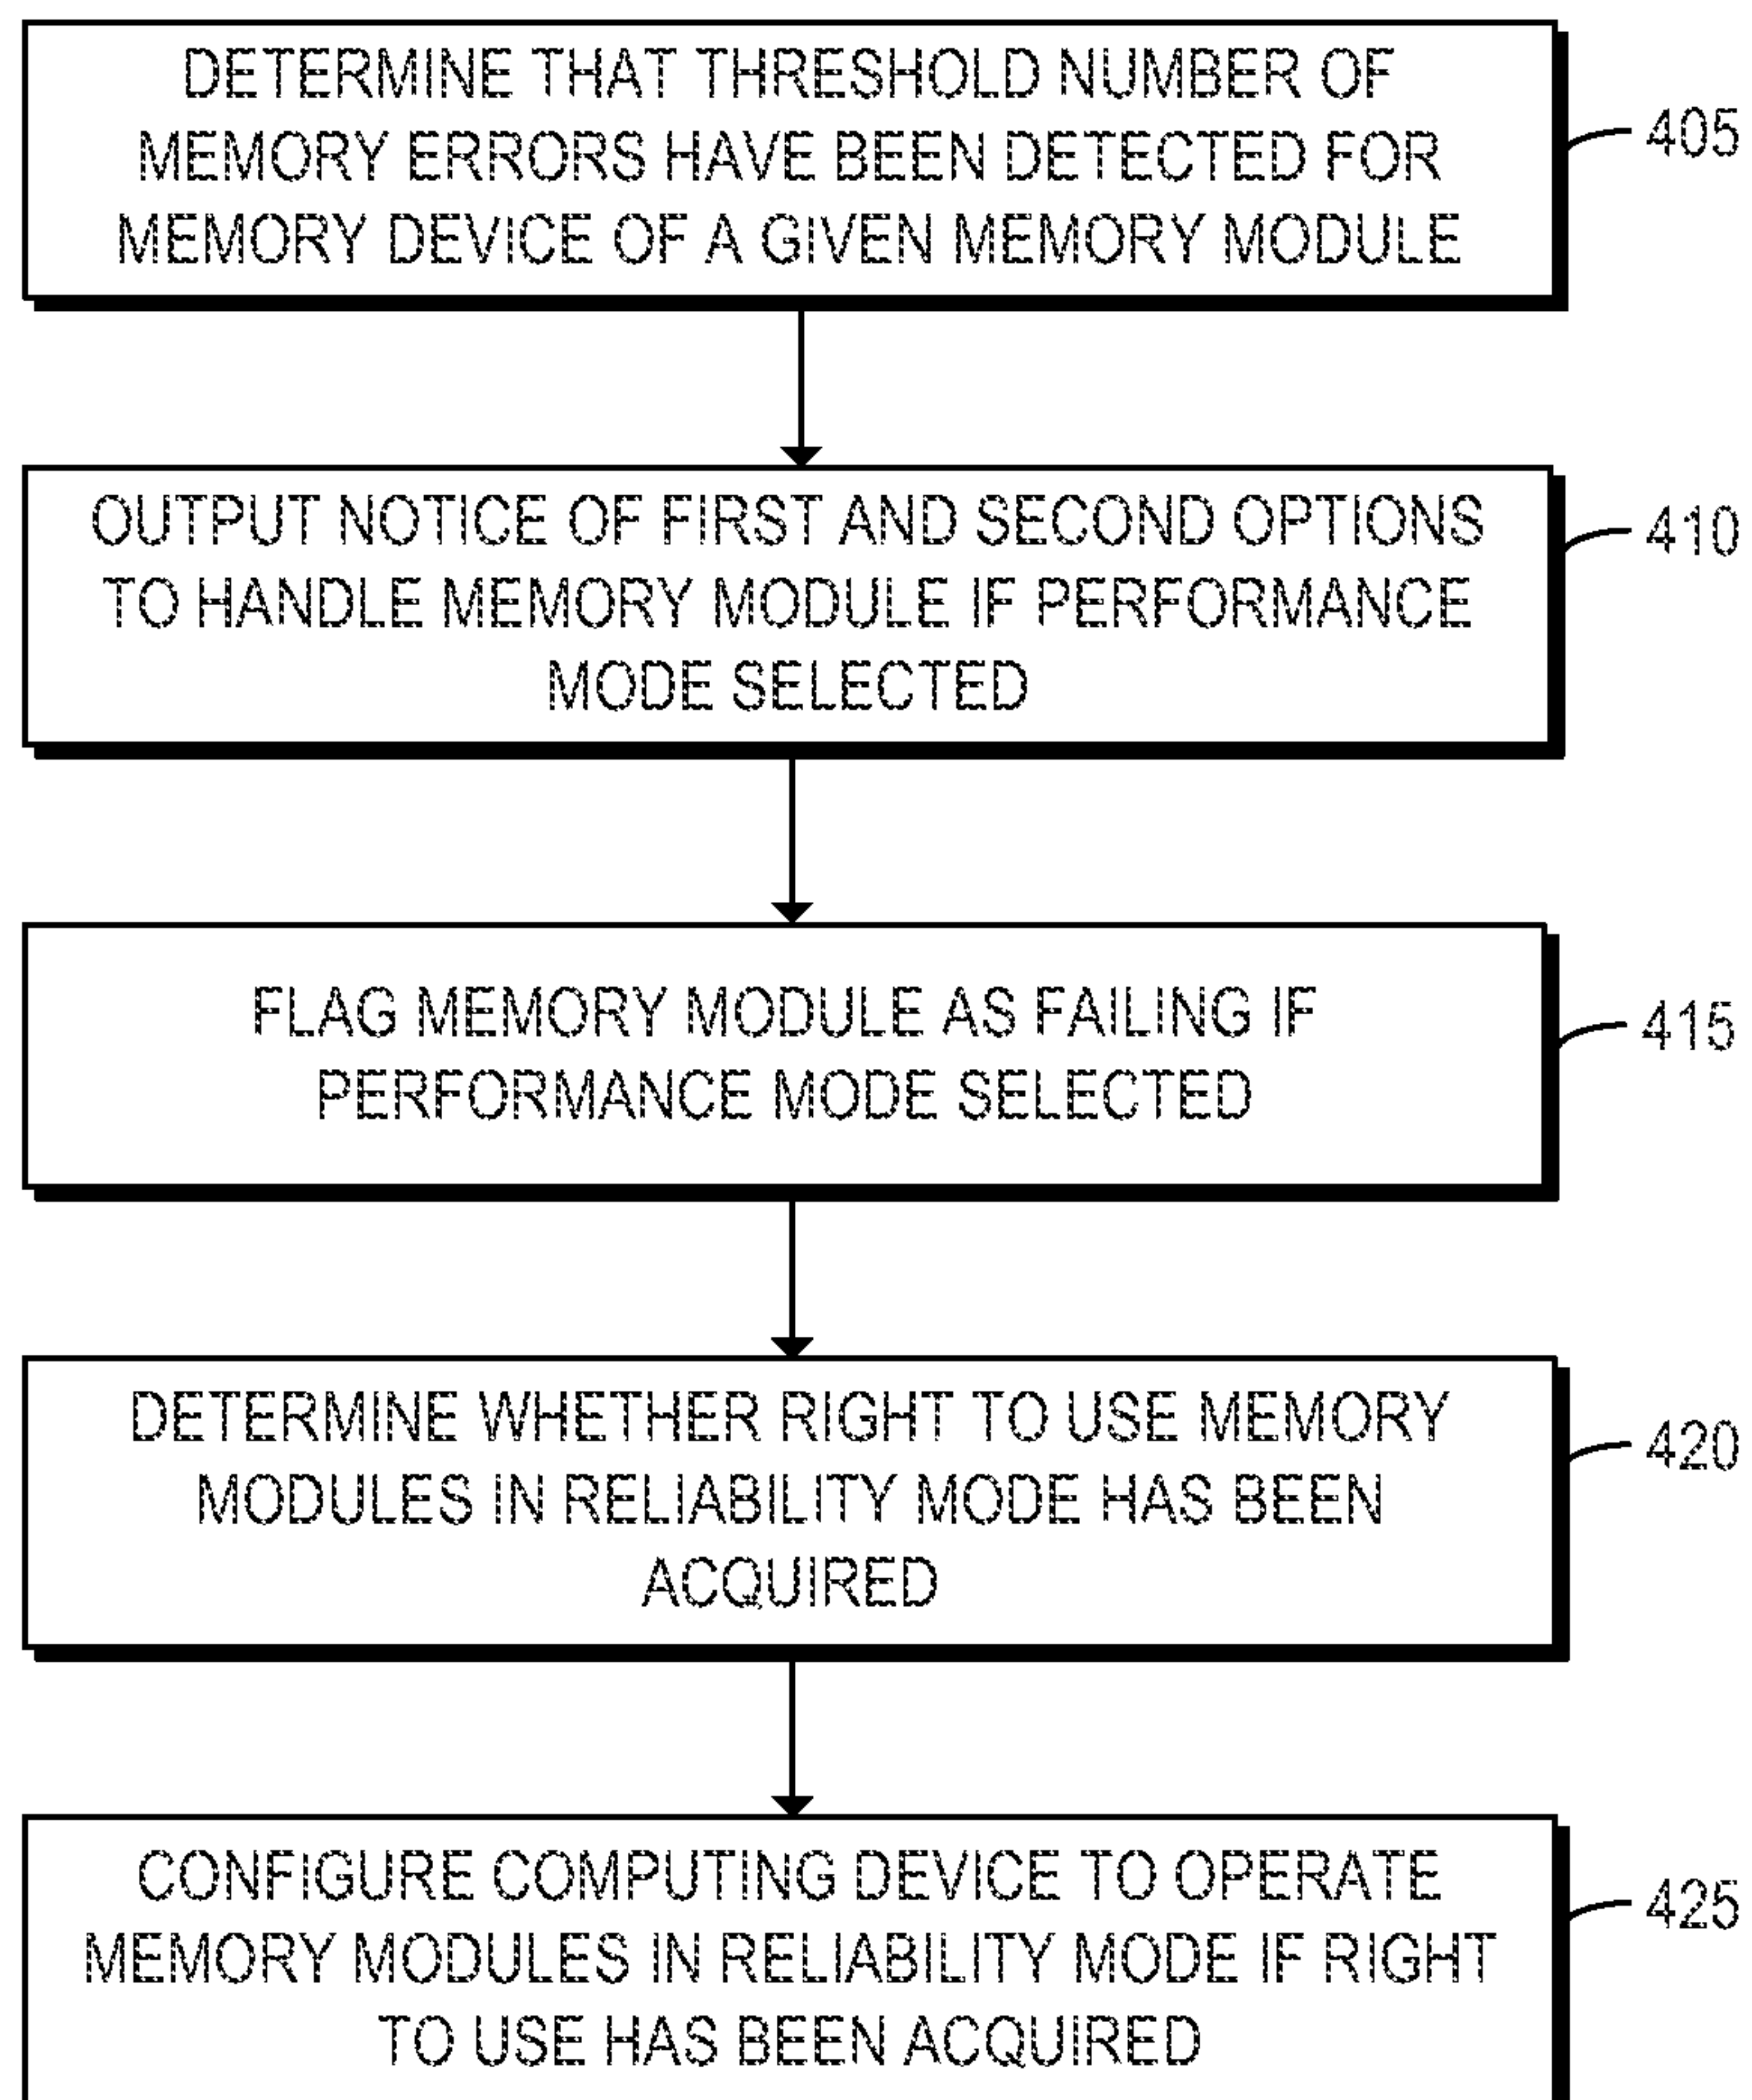 DETERMINE THAT THRESHOLD NUMBER OF
MEMORY ERRORS HAVE BEEN DETECTED FOR
MEMORY DEVICE OF A GIVEN MEMORY MODULE
405
OUTPUT NOTICE OF FIRST AND SECOND OPTIONS
TO HANDLE MEMORY MODULE IF PERFORMANCE
MODE SELECTED
410
FLAG MEMORY MODULE AS FAILING IF
PERFORMANCE MODE SELECTED
415
DETERMINE WHETHER RIGHT TO USE MEMORY
MODULES IN RELIABILITY MODE HAS BEEN
ACQUIRED
420
CONFIGURE COMPUTING DEVICE TO OPERATE
MEMORY MODULES IN RELIABILITY MODE IF RIGHT
TO USE HAS BEEN ACQUIRED
425